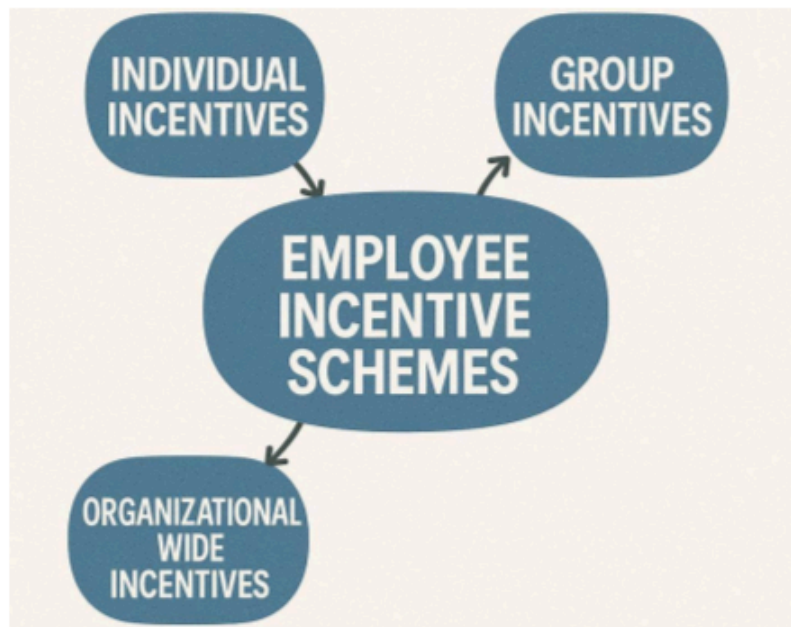 INDIVIDUAL
INCENTIVES
GROUP
INCENTIVES
EMPLOYEE
INCENTIVE
SCHEMES
ORGANIZATIONAL
WIDE
INCENTIVES